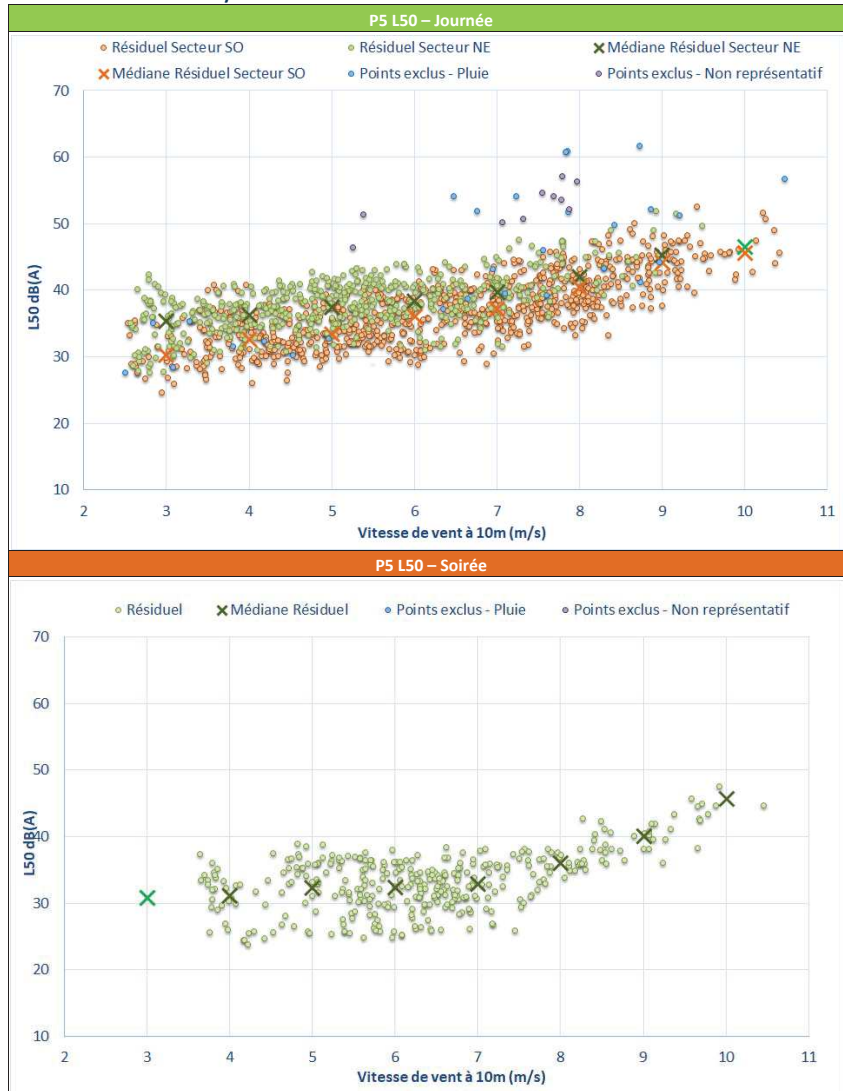 P5 L50 – Journée
Résiduel Secteur SO Résiduel Secteur NE Médiane Résiduel Secteur NE
Médiane Résiduel Secteur SO Points exclus - Pluie Points exclus - Non représentatif
70
60
50
40
30
20
10
L50 dB(A)
2 3 4 5 6 7 8 9 10 11
Vitesse de vent à 10m (m/s)
P5 L50 – Soirée
Résiduel Médiane Résiduel Points exclus - Pluie Points exclus - Non représentatif
70
60
50
40
30
20
10
L50 dB(A)
2 3 4 5 6 7 8 9 10 11
Vitesse de vent à 10m (m/s)